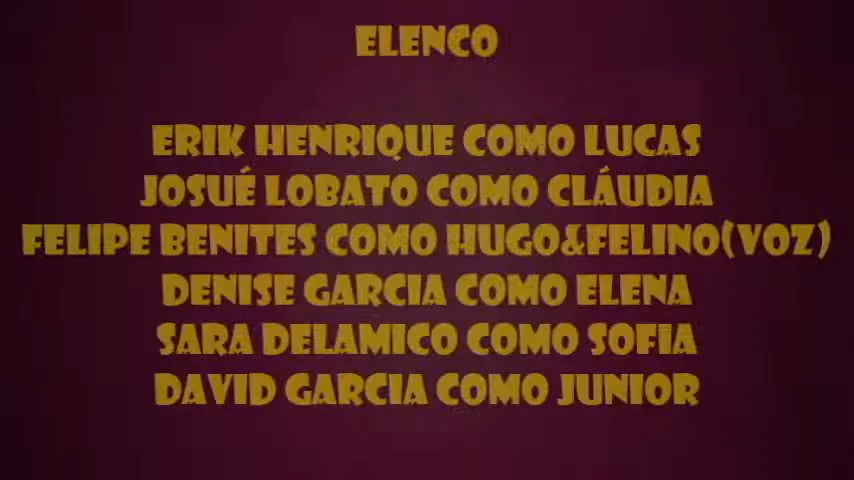 ELENCO
ERIK HENRIQUE COMO LUCAS
JOSUÉ LOBATO COMO CLÁUDIA
FELIPE BENITES COMO HUGO&FELINO(VOZ)
DENISE GARCIA COMO ELENA
SARA DELAMICO COMO SOFIA
DAVID GARCIA COMO JUNIOR